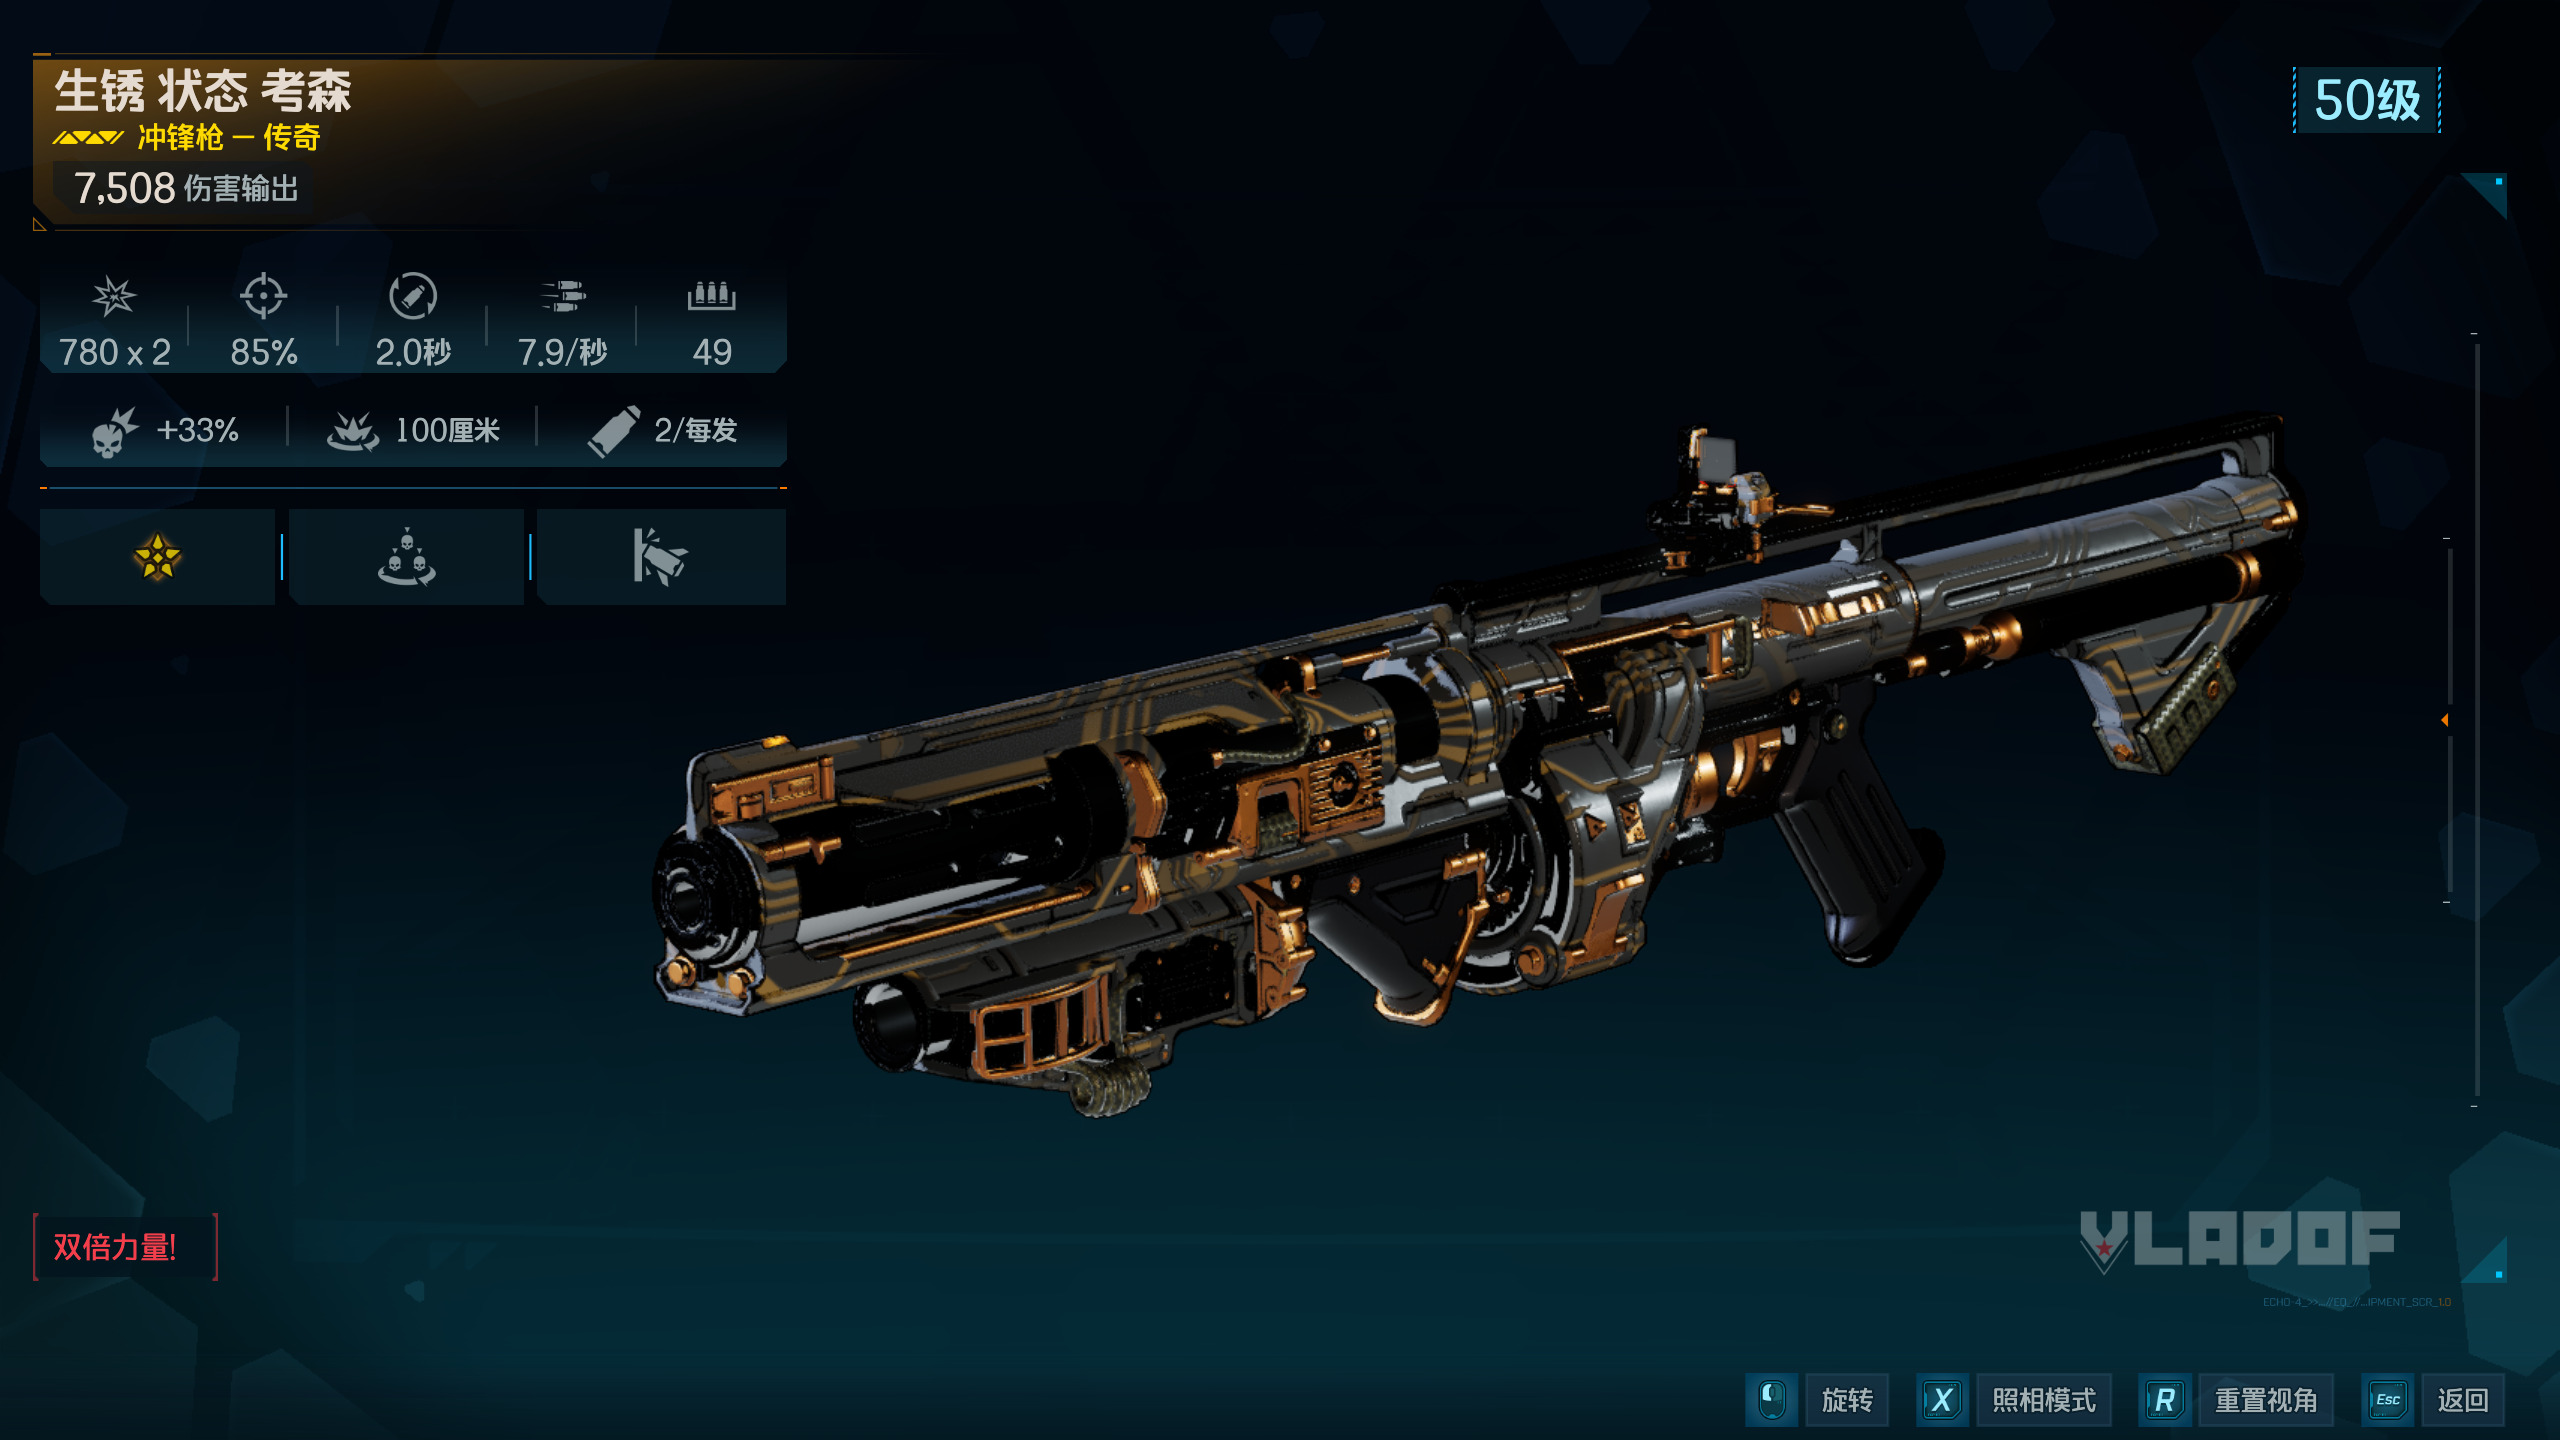 生锈 状态 考森
冲锋枪 — 传奇
7,508 伤害输出
50级
780 x 2
85%
2.0秒
7.9/秒
49
+33%
100厘米
2/每发
双倍力量!
VLADOF
旋转
X
照相模式
R
重置视角
Esc
返回